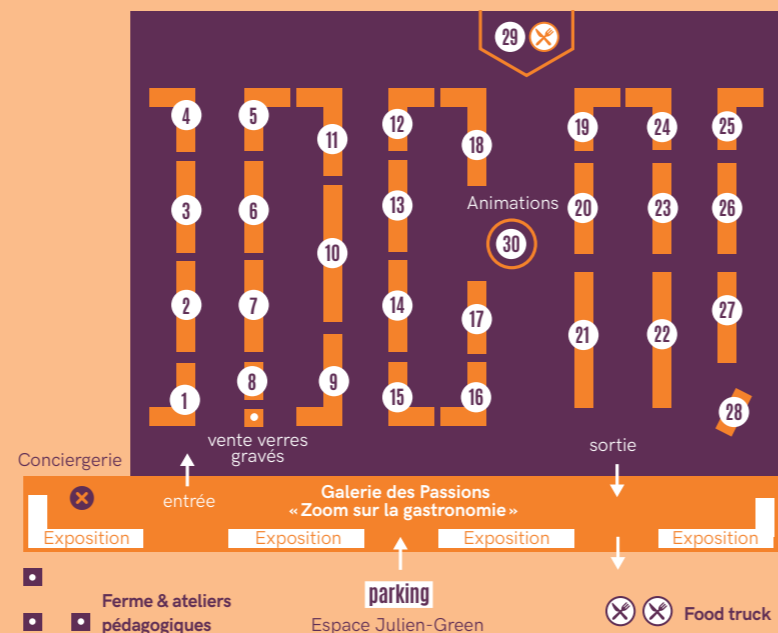 29
4
5
11
12
18
19
24
25
3
6
10
13
Animations
30
20
23
26
2
7
14
17
21
22
27
1
8
9
15
16
28
vente verres
gravés
sortie
Conciergerie
entrée
Galerie des Passions
« Zoom sur la gastronomie »
Exposition
Exposition
Exposition
Exposition
Ferme & ateliers
pédagogiques
parking
Espace Julien-Green
Food truck